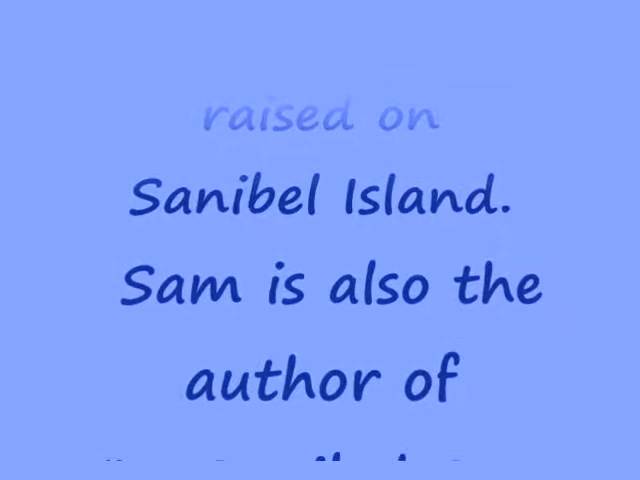 raised on
Sanibel Island.
Sam is also the
author of